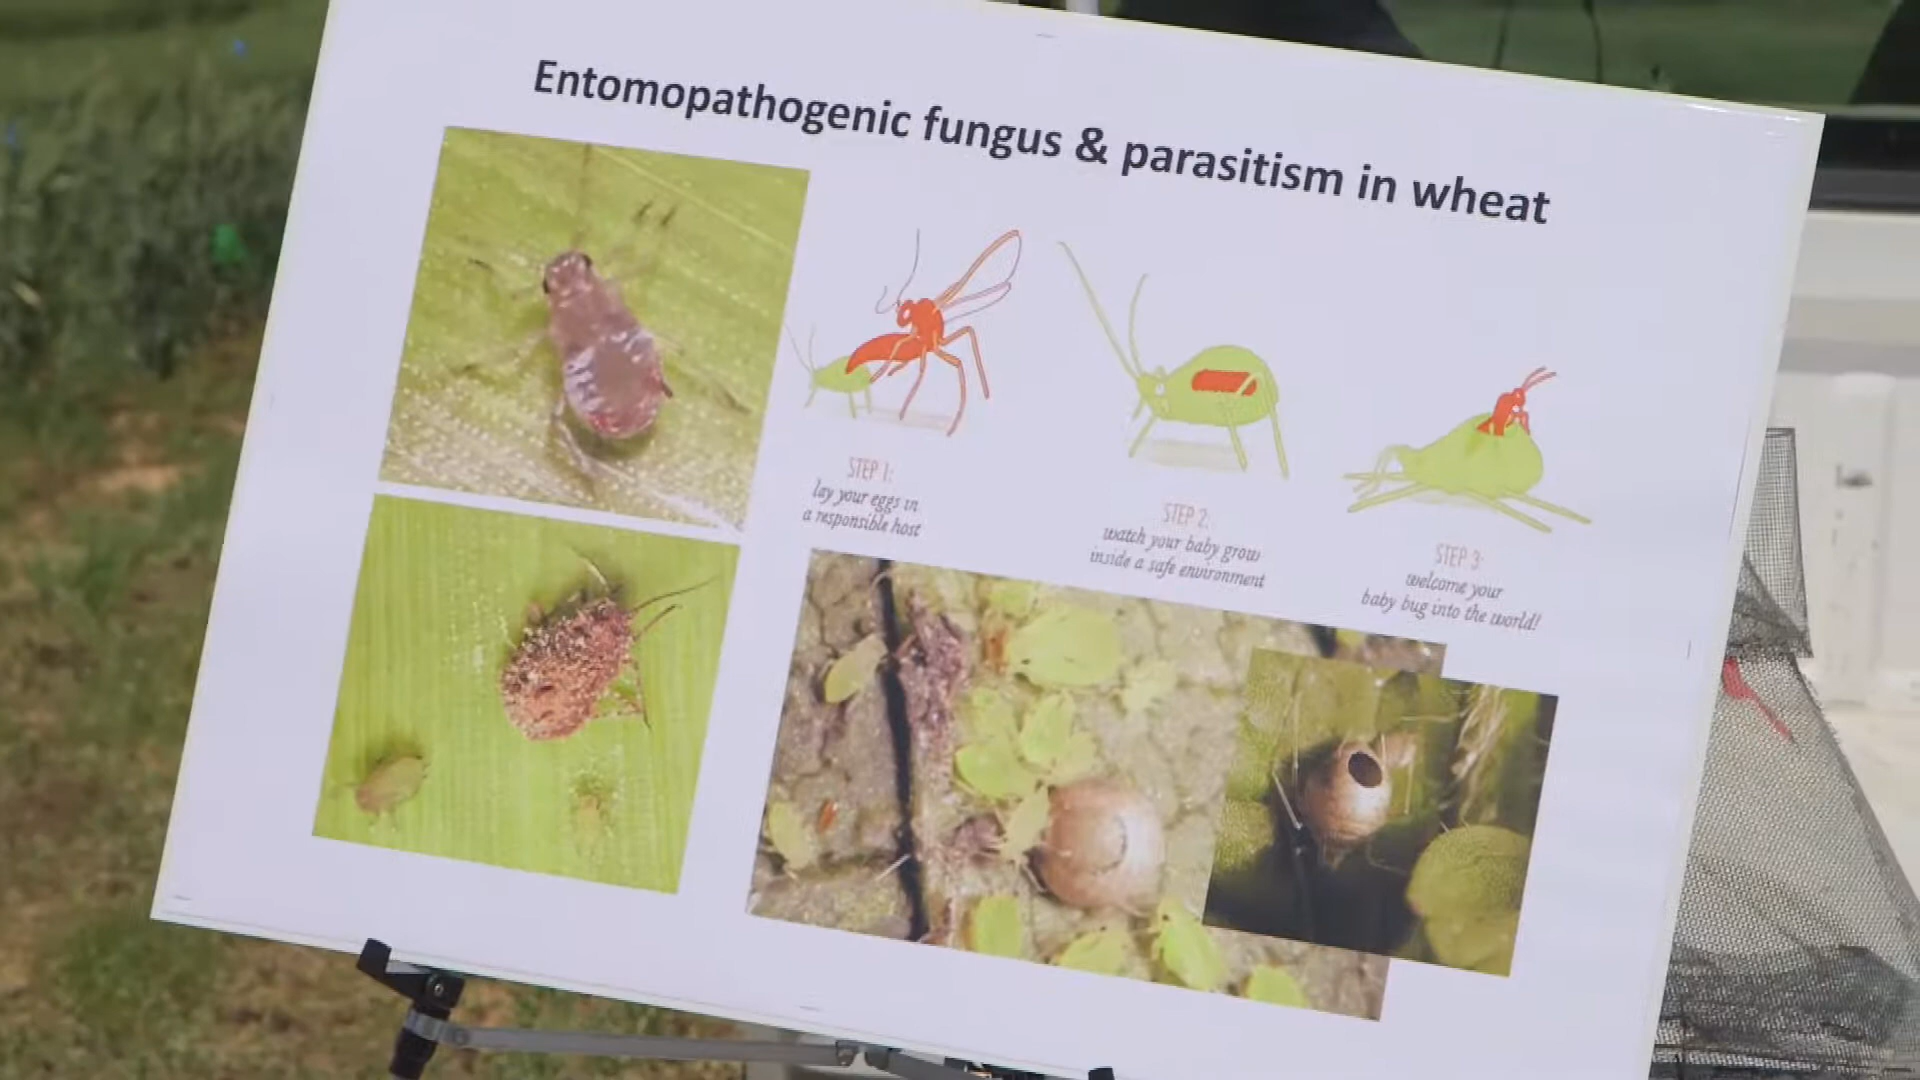 Entomopathogenic fungus & parasitism in wheat
STEP 1:
lay your eggs in
a responsible host
STEP 2:
watch your baby grow
inside a safe environment
STEP 3:
welcome your
baby bug into the world!